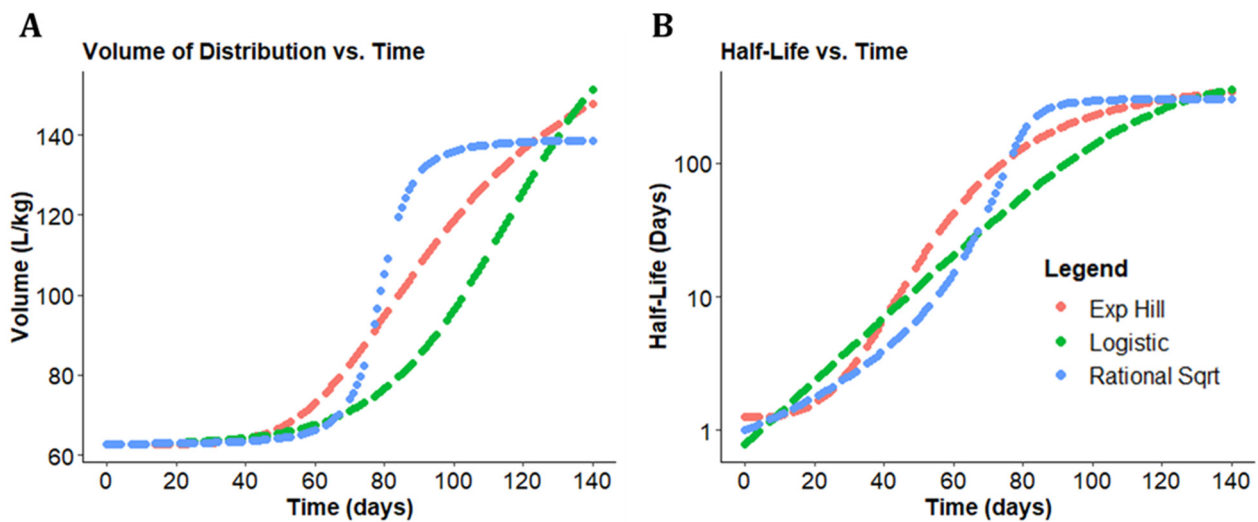 A
Volume of Distribution vs. Time
Volume (L/kg)
140
120
100
80
60
0 20 40 60 80 100 120 140
Time (days)
B
Half-Life vs. Time
Half-Life (Days)
100
10
1
0 20 40 60 80 100 120 140
Time (days)
Legend
Exp Hill
Logistic
Rational Sqrt